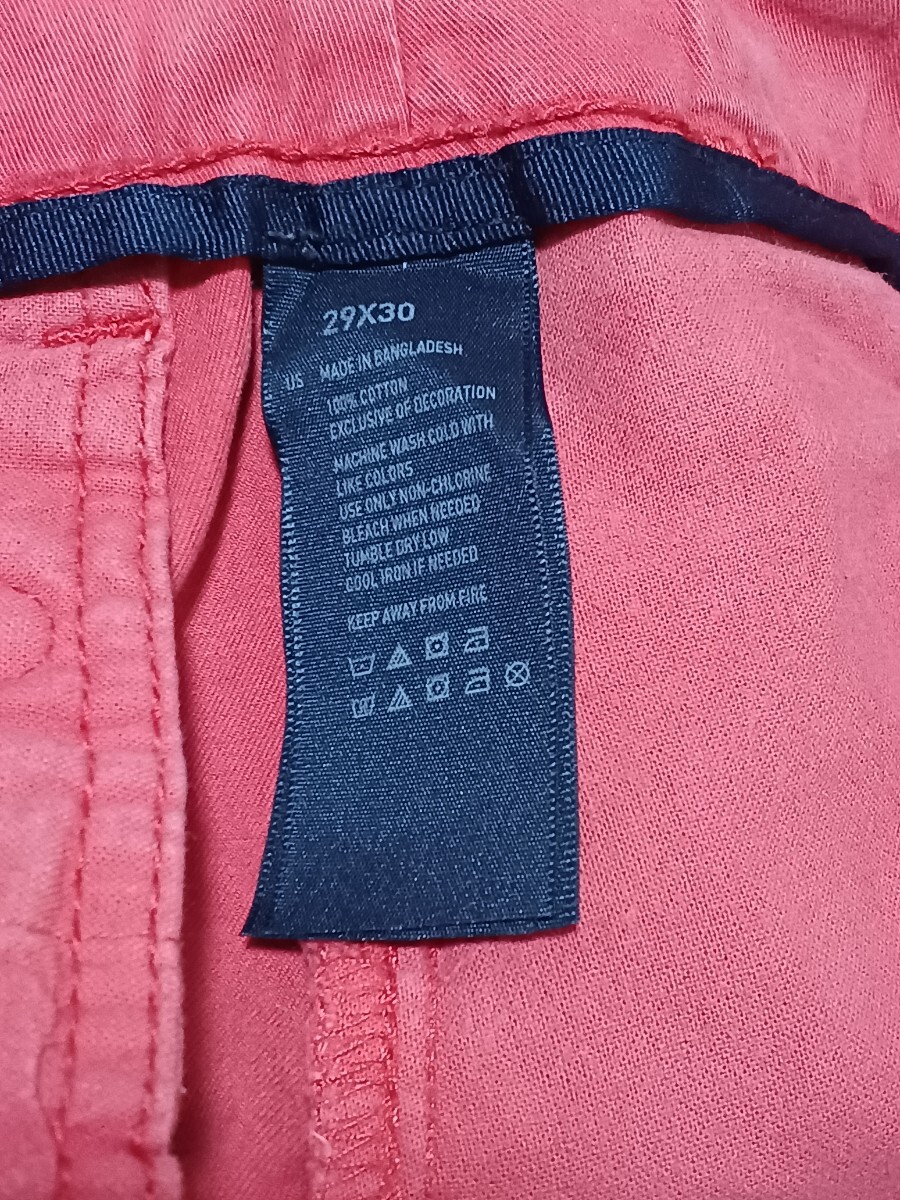 29X30
US MADE IN BANGLADESH
100% COTTON
EXCLUSIVE OF DECORATION
MACHINE WASH COLD WITH
LIKE COLORS
USE ONLY NON-CHLORINE
BLEACH WHEN NEEDED
TUMBLE DRY LOW
COOL IRON IF NEEDED
KEEP AWAY FROM FIRE